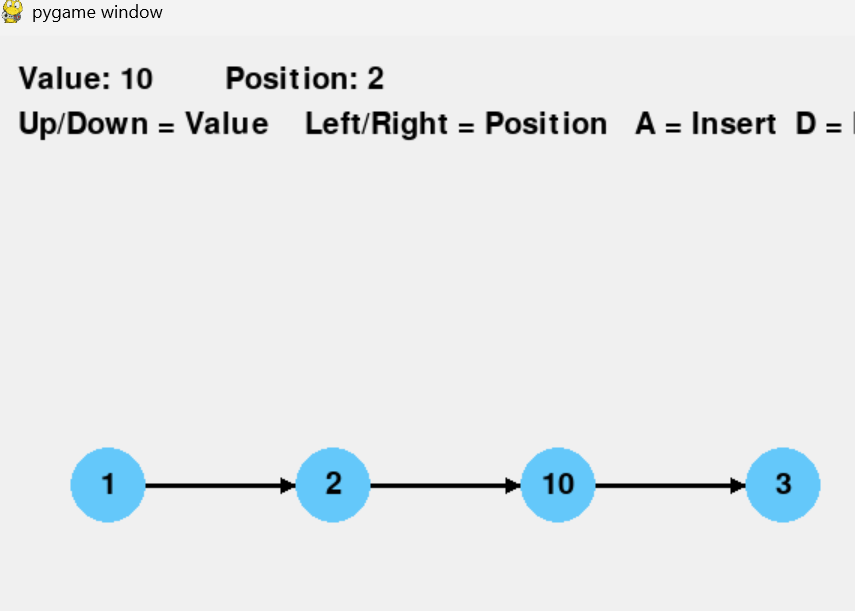 pygame window
Value: 10 Position: 2
Up/Down = Value Left/Right = Position A = Insert D =
1 2 10 3